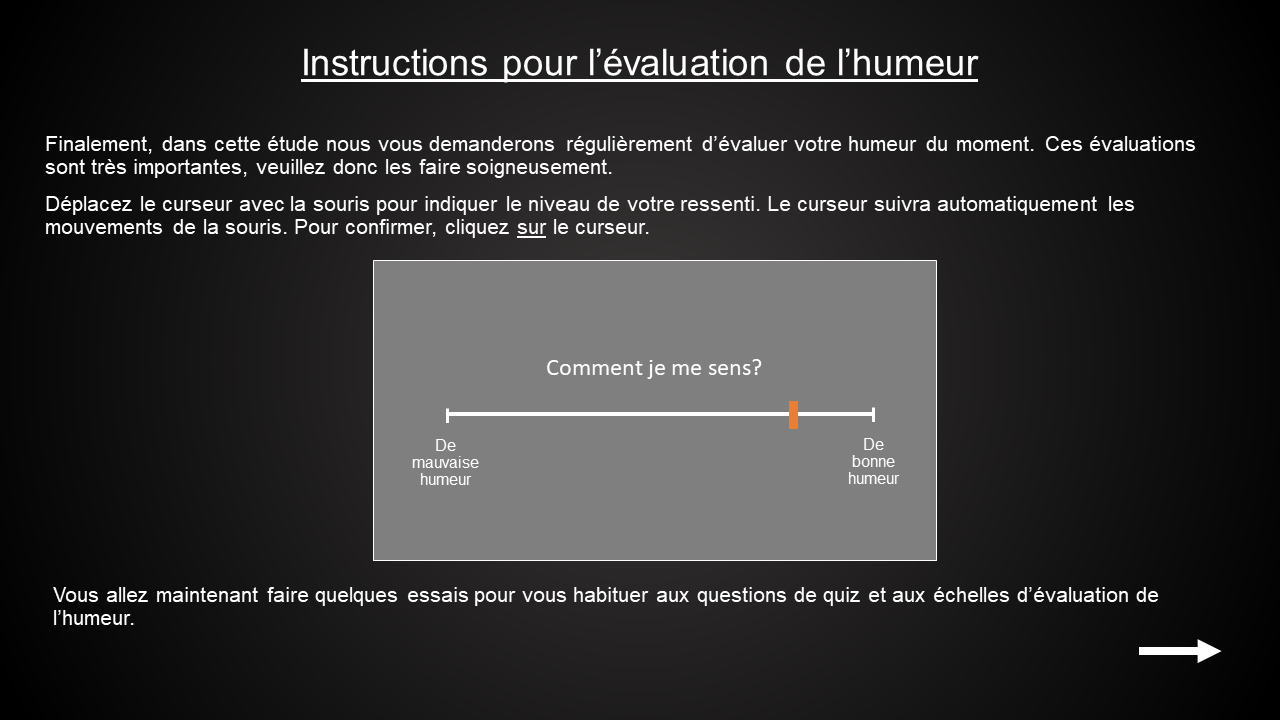 Instructions pour l’évaluation de l’humeur
Finalement, dans cette étude nous vous demanderons régulièrement d’évaluer votre humeur du moment. Ces évaluations
sont très importantes, veuillez donc les faire soigneusement.
Déplacez le curseur avec la souris pour indiquer le niveau de votre ressenti. Le curseur suivra automatiquement les
mouvements de la souris. Pour confirmer, cliquez sur le curseur.
Comment je me sens?
De
mauvaise
humeur
De
bonne
humeur
Vous allez maintenant faire quelques essais pour vous habituer aux questions de quiz et aux échelles d’évaluation de
l’humeur.